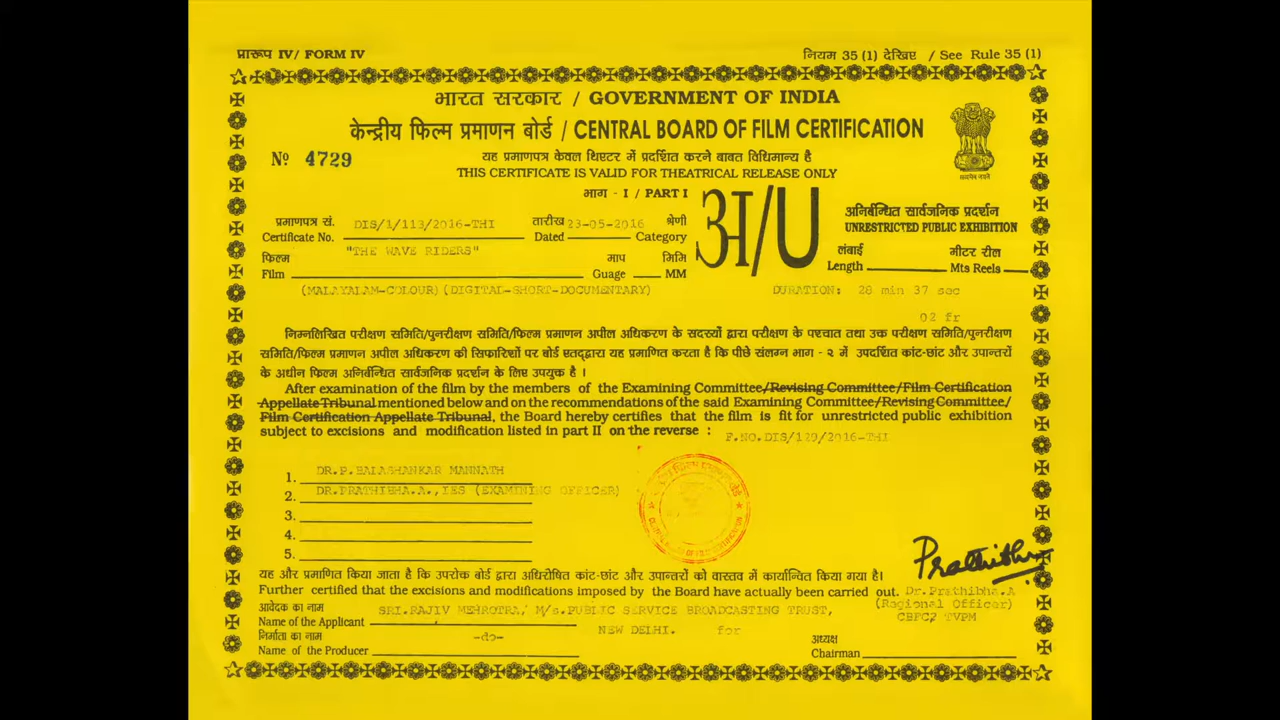 प्रारूप IV/ FORM IV
नियम 35 (1) देखिए / See Rule 35 (1)
भारत सरकार / GOVERNMENT OF INDIA
केन्द्रीय फिल्म प्रमाणन बोर्ड / CENTRAL BOARD OF FILM CERTIFICATION
सत्यमेव जयते
Nº 4729
यह प्रमाणपत्र केवल थिएटर में प्रदर्शित करने बाबत विधिमान्य है
THIS CERTIFICATE IS VALID FOR THEATRICAL RELEASE ONLY
भाग - I / PART I
अ/U
अनिर्बन्धित सार्वजनिक प्रदर्शन
UNRESTRICTED PUBLIC EXHIBITION
प्रमाणपत्र सं. DIS/1/113/2016-THI तारीख 23-05-2016 श्रेणी
Certificate No. Dated Category
फिल्म "THE WAVE RIDERS" माप मिमि
Film Guage MM
लंबाई मीटर रील
Length Mts Reels
(MALAYALAM-COLOUR)(DIGITAL-SHORT-DOCUMENTARY) DURATION: 28 min 37 sec
02 fr
निम्नलिखित परीक्षण समिति/पुनरीक्षण समिति/फिल्म प्रमाणन अपील अधिकरण के सदस्यों द्वारा परीक्षण के पश्चात तथा उक्त परीक्षण समिति/पुनरीक्षण
समिति/फिल्म प्रमाणन अपील अधिकरण की सिफारिशों पर बोर्ड एतद्द्वारा यह प्रमाणित करता है कि पीछे संलग्न भाग - २ में उपदर्शित कांट-छांट और उपान्तरों
के अधीन फिल्म अनिर्बन्धित सार्वजनिक प्रदर्शन के लिए उपयुक्त है ।
After examination of the film by the members of the Examining Committee/Revising Committee/Film Certification
Appellate Tribunal mentioned below and on the recommendations of the said Examining Committee/Revising Committee/
Film Certification Appellate Tribunal, the Board hereby certifies that the film is fit for unrestricted public exhibition
subject to excisions and modification listed in part II on the reverse : F.NO.DIS/129/2016-THI
1. DR.P.BALASHANKAR MANNATH
2. DR.PRATHIBHA.A.,IES (EXAMINING OFFICER)
3.
4.
5.
Prathibha
यह और प्रमाणित किया जाता है कि उपरोक्त बोर्ड द्वारा अधिरोपित कांट-छांट और उपान्तरों को वास्तव में कार्यान्वित किया गया है।
Further certified that the excisions and modifications imposed by the Board have actually been carried out. Dr.Prathibha.A
(Regional Officer)
CBFC, TVPM
आवेदक का नाम SRI.RAJIV MEHROTRA, M/s.PUBLIC SERVICE BROADCASTING TRUST,
Name of the Applicant
NEW DELHI. for
निर्माता का नाम -do-
Name of the Producer
अध्यक्ष
Chairman